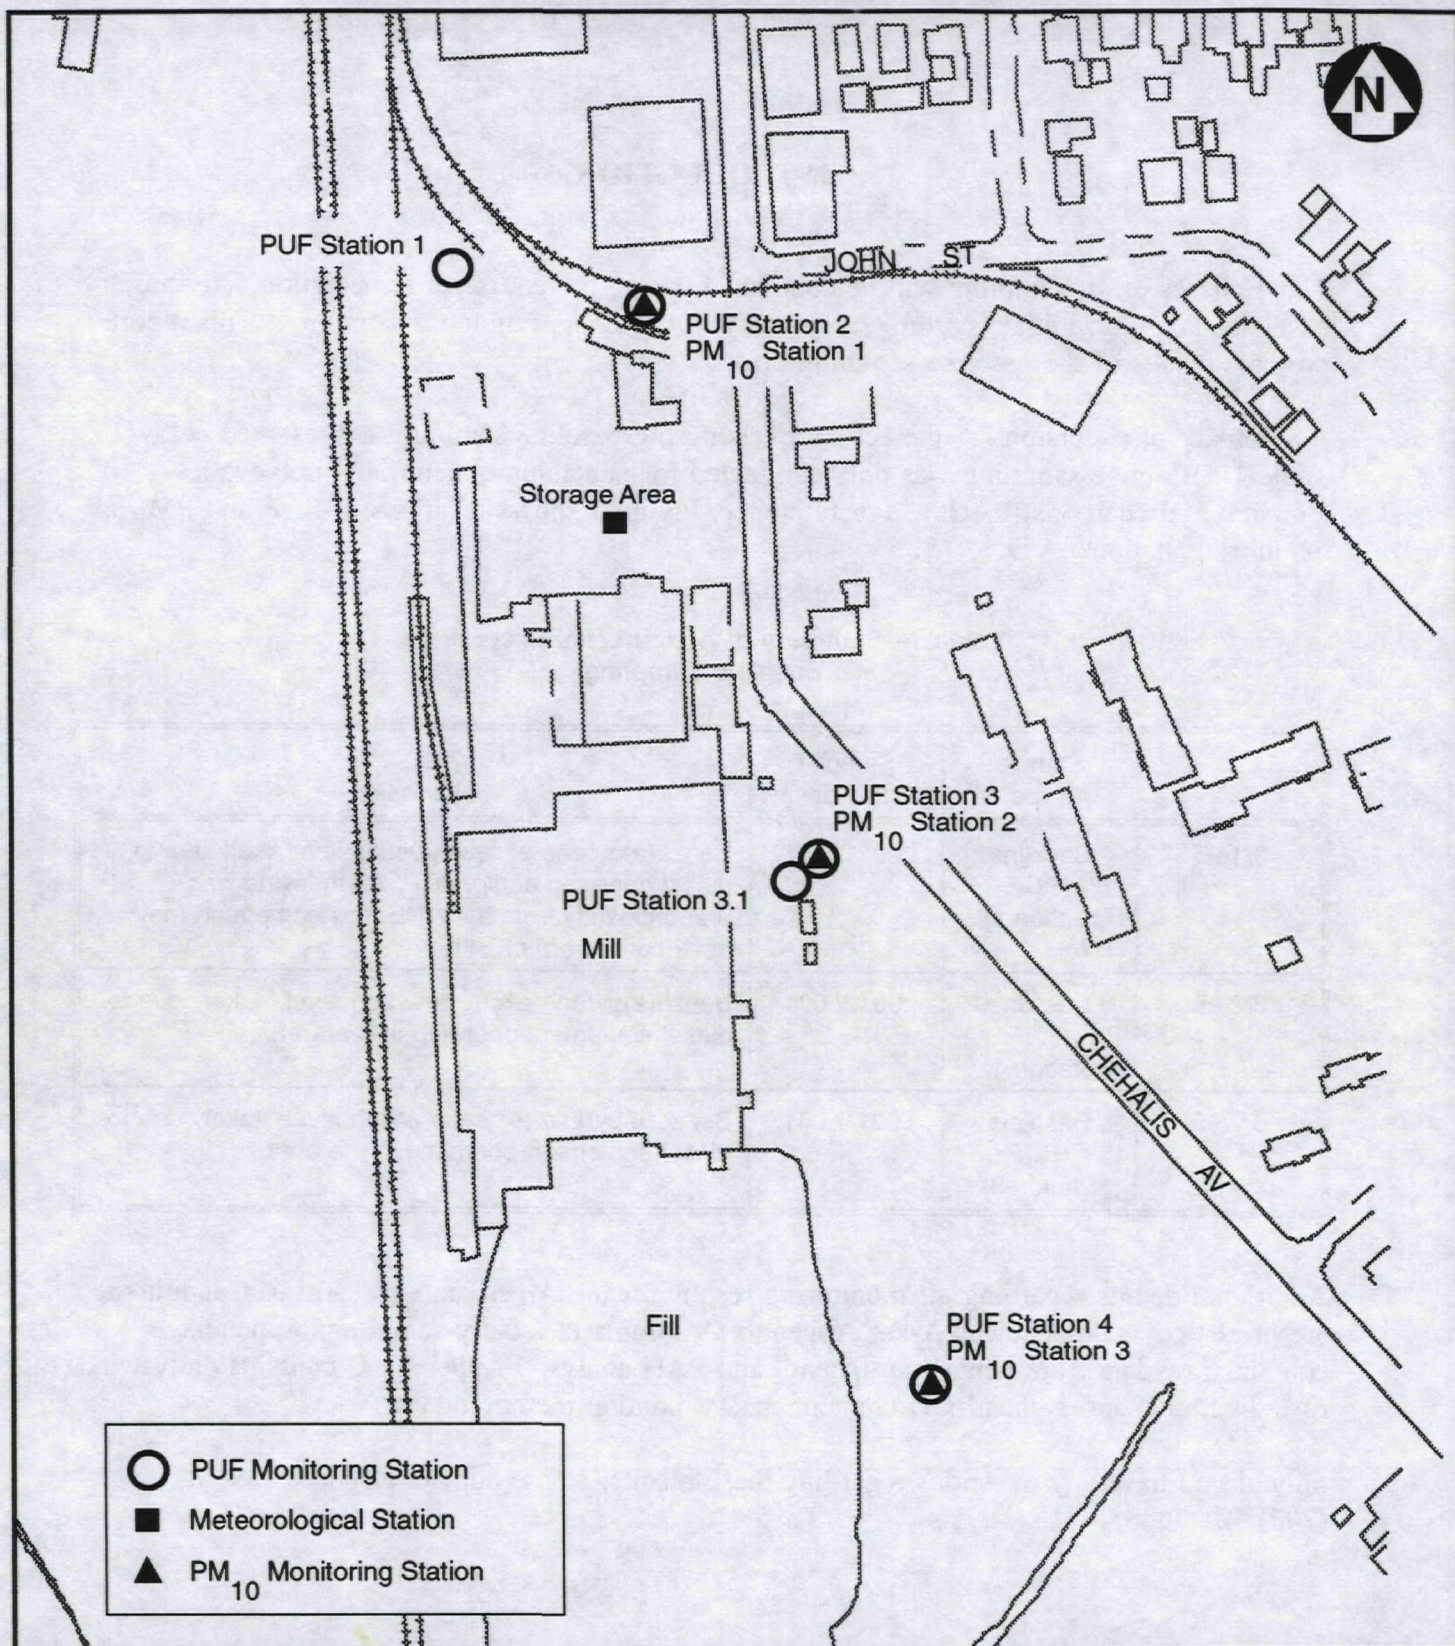 N
PUF Station 1
JOHN ST
PUF Station 2
PM10 Station 1
Storage Area
PUF Station 3
PM10 Station 2
PUF Station 3.1
Mill
CHEHALIS AV
Fill
PUF Station 4
PM10 Station 3
PUF Monitoring Station
Meteorological Station
PM10 Monitoring Station